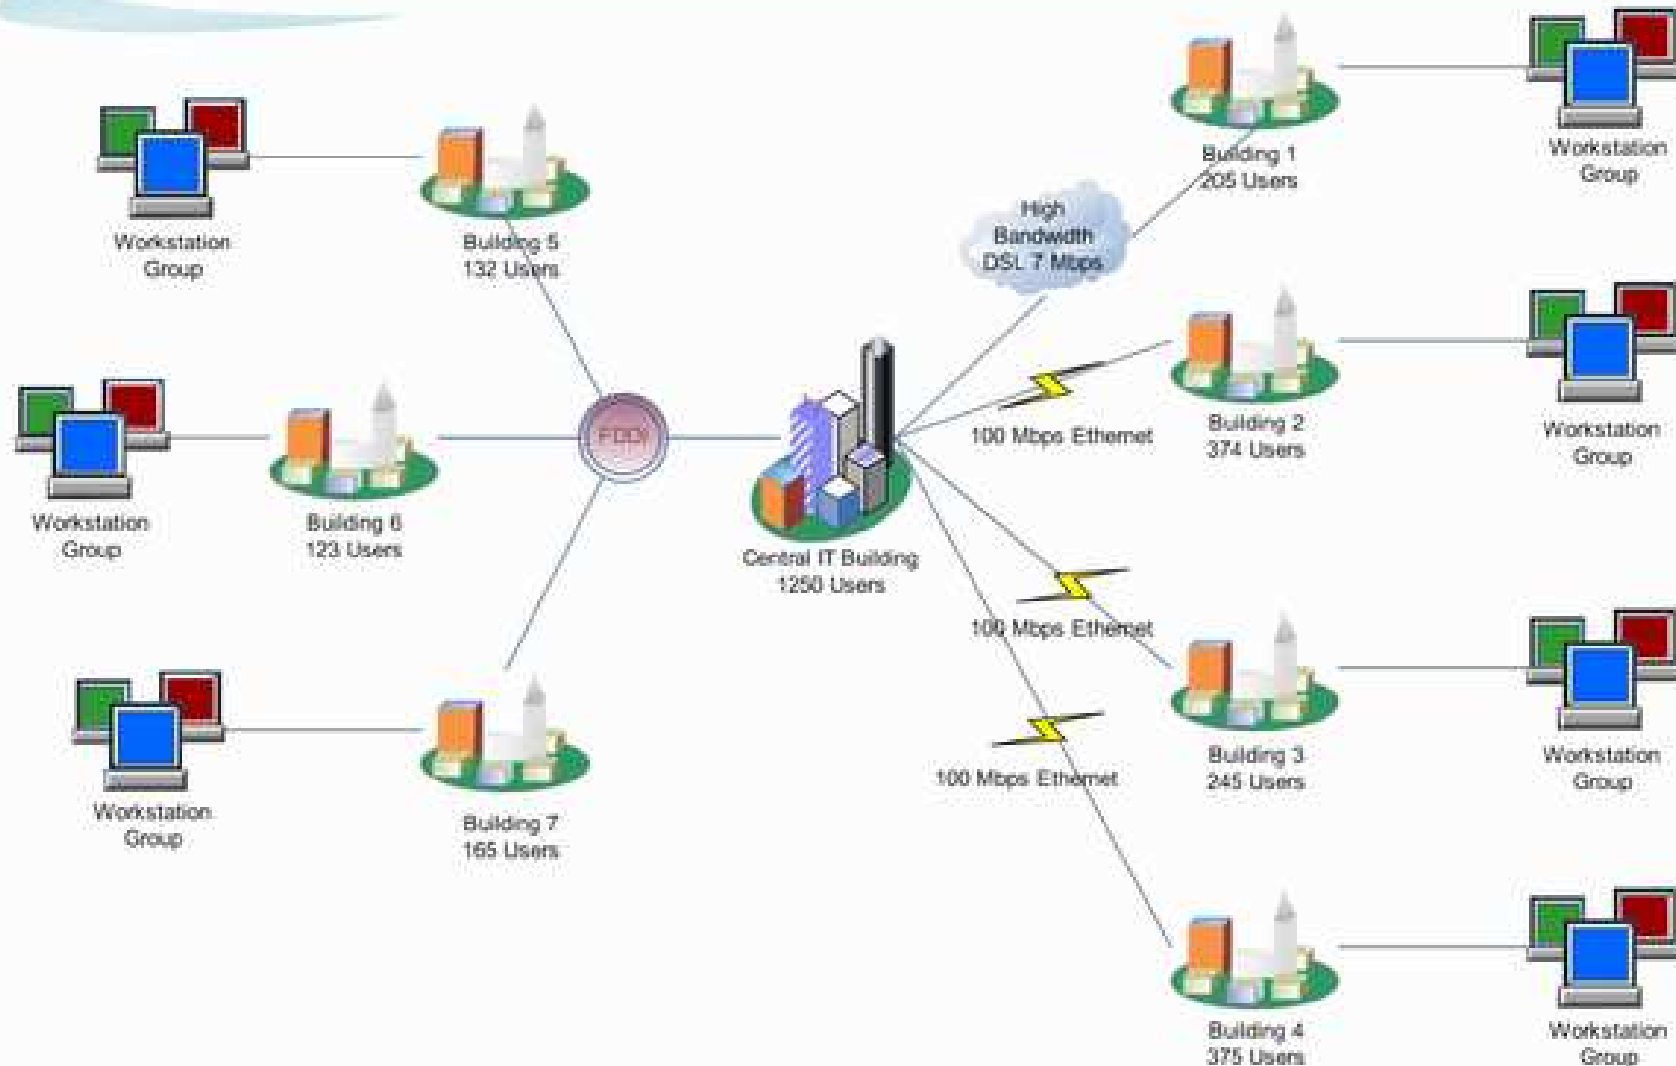 Workstation
Group
Building 5
132 Users
Workstation
Group
Building 6
123 Users
Workstation
Group
Building 7
165 Users
FDDI
Central IT Building
1250 Users
High
Bandwidth
DSL 7 Mbps
100 Mbps Ethernet
100 Mbps Ethernet
100 Mbps Ethernet
Building 1
205 Users
Workstation
Group
Building 2
374 Users
Workstation
Group
Building 3
245 Users
Workstation
Group
Building 4
375 Users
Workstation
Group